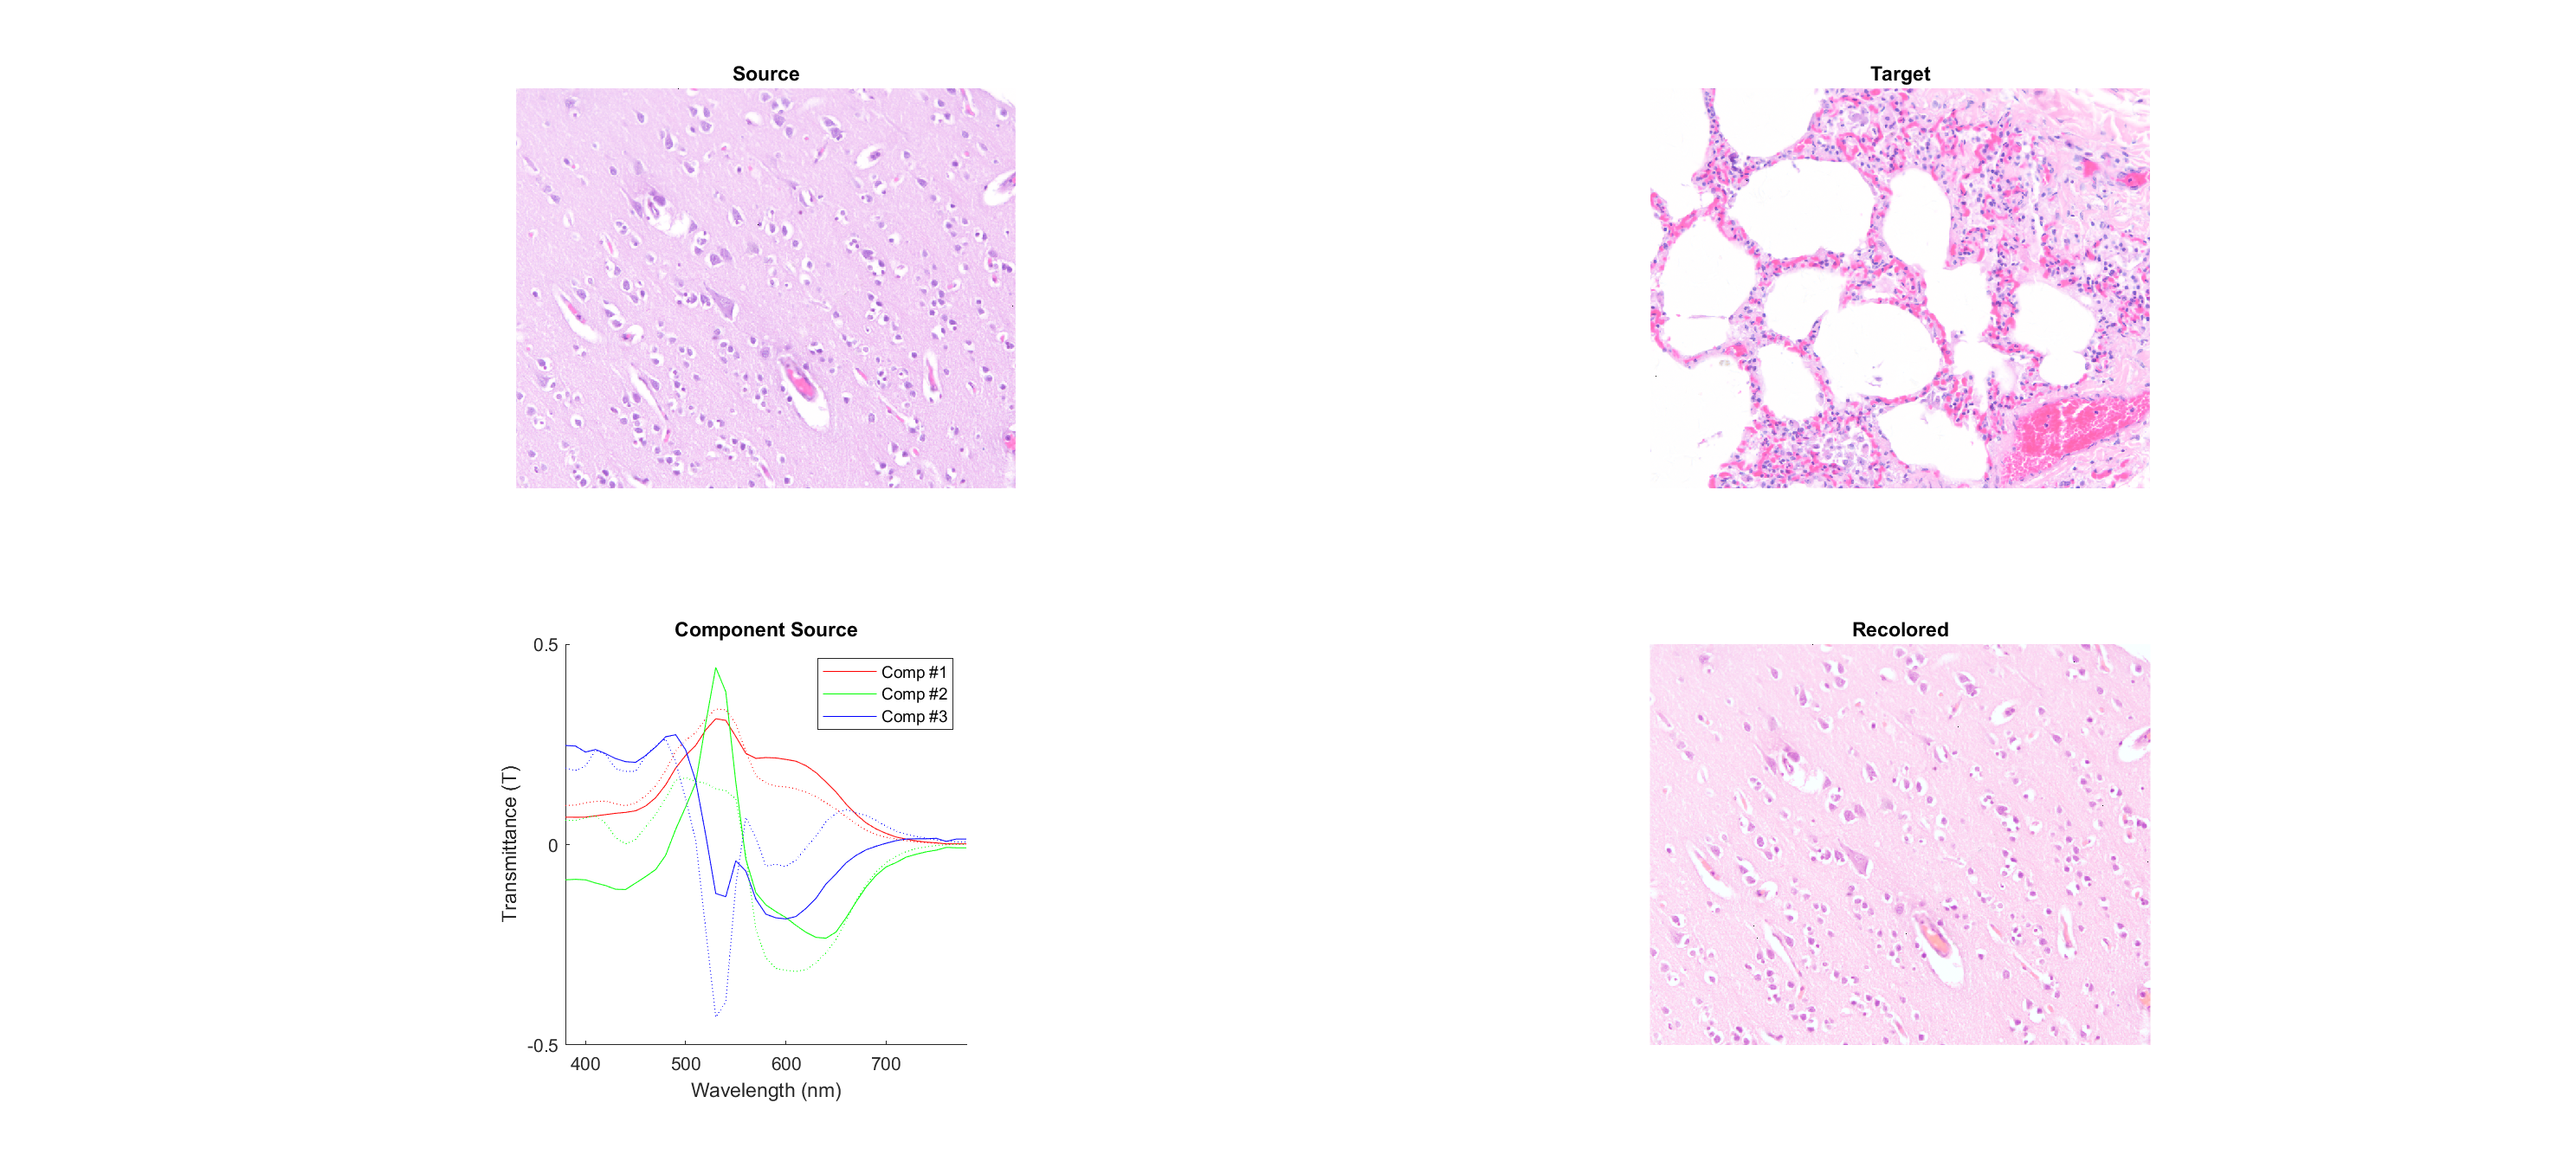 Source
Target
Component Source
0.5
0
-0.5
400 500 600 700
Transmittance (T)
Wavelength (nm)
Comp #1
Comp #2
Comp #3
Recolored